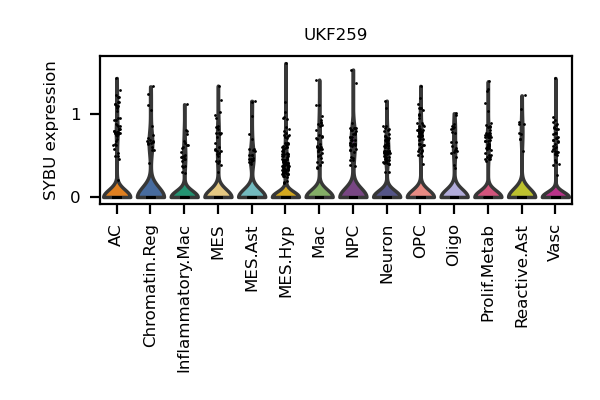 UKF259
SYBU expression
1
0
AC
Chromatin.Reg
Inflammatory.Mac
MES
MES.Ast
MES.Hyp
Mac
NPC
Neuron
OPC
Oligo
Prolif.Metab
Reactive.Ast
Vasc